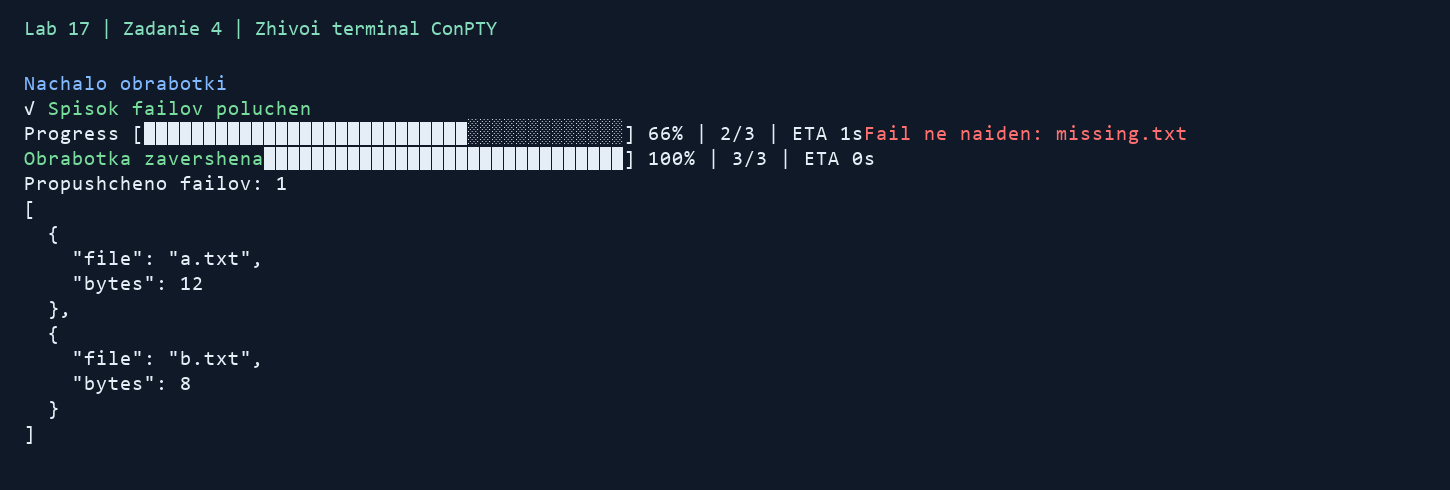 Lab 17 | Zadanie 4 | Zhivoi terminal ConPTY
Nachalo obrabotki
√ Spisok failov poluchen
Progress [███████████████████████████░░░░░░░░░░░░░] 66% | 2/3 | ETA 1sFail ne naiden: missing.txt
Obrabotka zavershena██████████████████████████████] 100% | 3/3 | ETA 0s
Propushcheno failov: 1
[
  {
    "file": "a.txt",
    "bytes": 12
  },
  {
    "file": "b.txt",
    "bytes": 8
  }
]